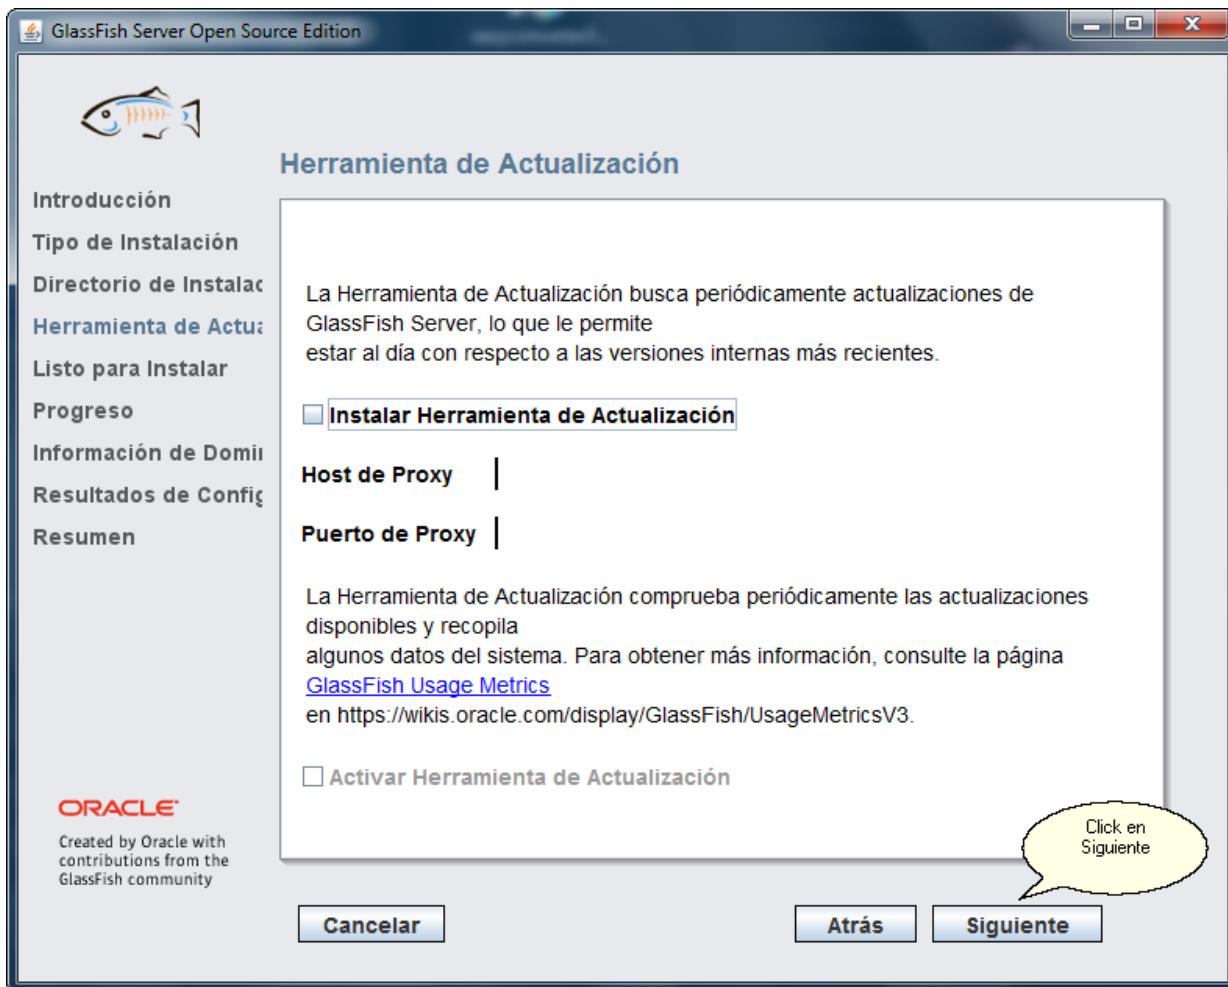 GlassFish Server Open Source Edition
Herramienta de Actualización
Introducción
Tipo de Instalación
Directorio de Instalac
Herramienta de Actua
Listo para Instalar
Progreso
Información de Domii
Resultados de Config
Resumen
La Herramienta de Actualización busca periódicamente actualizaciones de
GlassFish Server, lo que le permite
estar al día con respecto a las versiones internas más recientes.
Instalar Herramienta de Actualización
Host de Proxy
Puerto de Proxy
La Herramienta de Actualización comprueba periódicamente las actualizaciones
disponibles y recopila
algunos datos del sistema. Para obtener más información, consulte la página
GlassFish Usage Metrics
en https://wikis.oracle.com/display/GlassFish/UsageMetricsV3.
Activar Herramienta de Actualización
ORACLE
Created by Oracle with
contributions from the
GlassFish community
Click en
Siguiente
Cancelar
Atrás
Siguiente